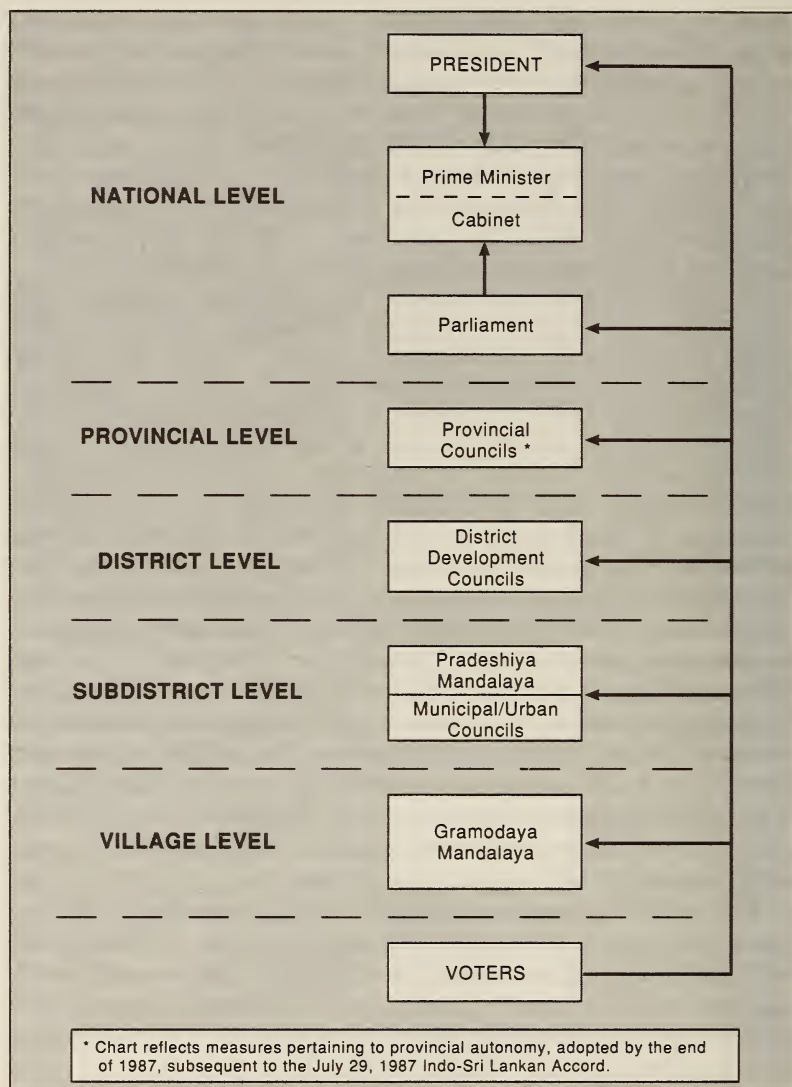 PRESIDENT
NATIONAL LEVEL
Prime Minister
Cabinet
Parliament
PROVINCIAL LEVEL
Provincial
Councils *
DISTRICT LEVEL
District
Development
Councils
SUBDISTRICT LEVEL
Pradeshiya
Mandalaya
Municipal/Urban
Councils
VILLAGE LEVEL
Gramodaya
Mandalaya
VOTERS
* Chart reflects measures pertaining to provincial autonomy, adopted by the end
of 1987, subsequent to the July 29, 1987 Indo-Sri Lankan Accord.